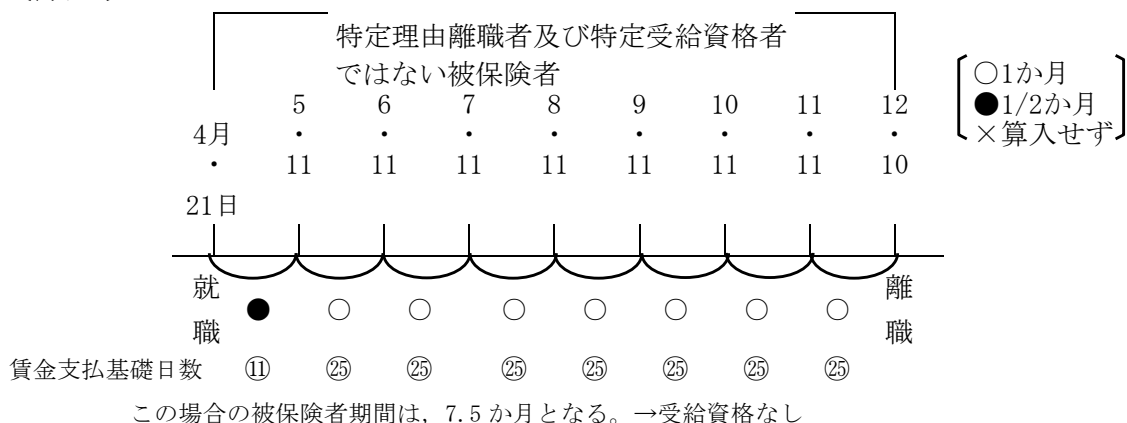 特定理由離職者及び特定受給資格者
ではない被保険者
○1か月
●1/2か月
×算入せず
4月
・
21日
5
・
11
6
・
11
7
・
11
8
・
11
9
・
11
10
・
11
11
・
11
12
・
10
就
職
● ○ ○ ○ ○ ○ ○ ○
離
職
賃金支払基礎日数 ⑪ ㉕ ㉕ ㉕ ㉕ ㉕ ㉕ ㉕
この場合の被保険者期間は，7.5か月となる。→受給資格なし